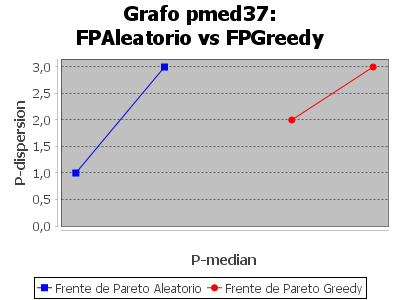 Grafo pmed37:
FPAleatorio vs FPGreedy
3,0
2,5
2,0
1,5
1,0
0,5
0,0
P-dispersion
P-median
Frente de Pareto Aleatorio
Frente de Pareto Greedy